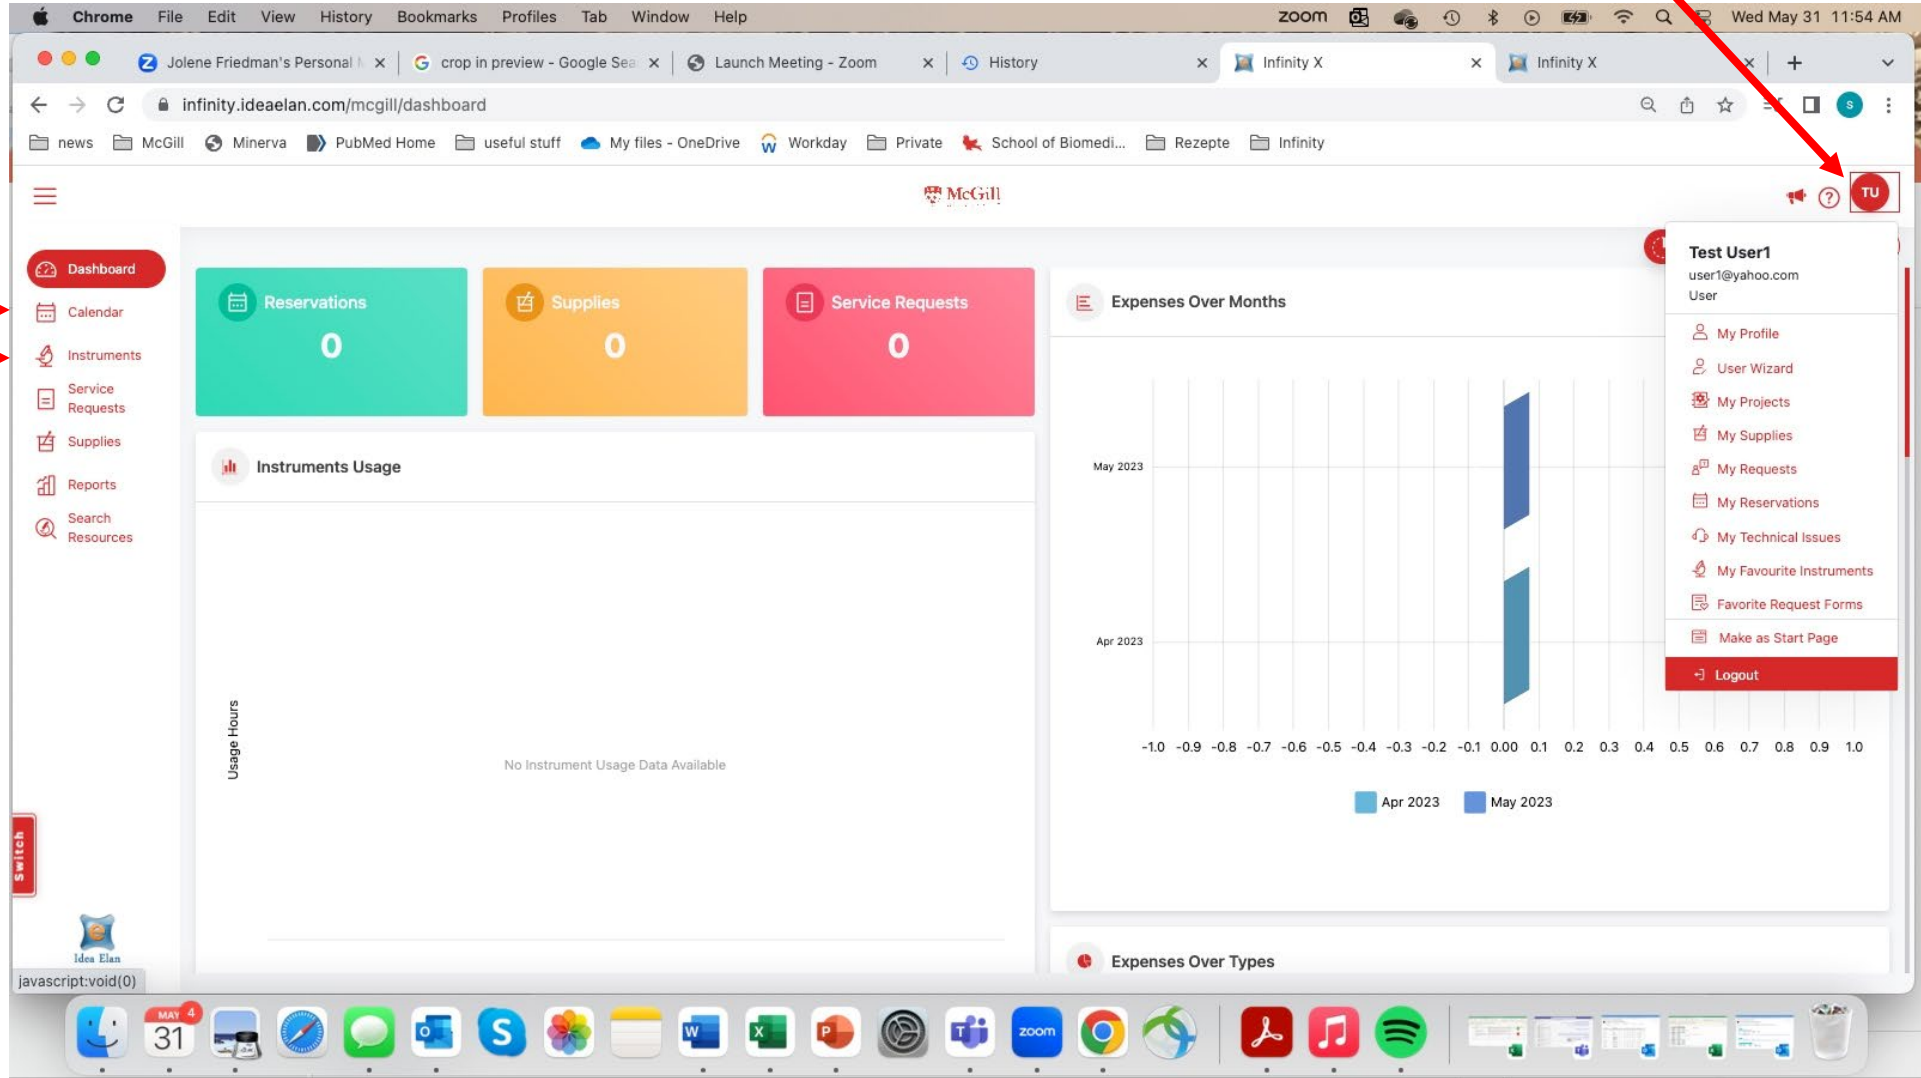 Chrome File Edit View History Bookmarks Profiles Tab Window Help zoom Wed May 31 11:54 AM
Jolene Friedman's Personal crop in preview - Google Sea Launch Meeting - Zoom History Infinity X Infinity X
infinity.ideaelan.com/mcgill/dashboard S
news McGill Minerva PubMed Home useful stuff My files - OneDrive Workday Private School of Biomedi... Rezepte Infinity
McGill TU
Dashboard
Calendar
Instruments
Service
Requests
Supplies
Reports
Search
Resources
Switch
Idea Elan
javascript:void(0)
Reservations
0
Supplies
0
Service Requests
0
Instruments Usage
Usage Hours
No Instrument Usage Data Available
Expenses Over Months
May 2023
Apr 2023
-1.0 -0.9 -0.8 -0.7 -0.6 -0.5 -0.4 -0.3 -0.2 -0.1 0.00 0.1 0.2 0.3 0.4 0.5 0.6 0.7 0.8 0.9 1.0
Apr 2023 May 2023
Expenses Over Types
Test User1
user1@yahoo.com
User
My Profile
User Wizard
My Projects
My Supplies
My Requests
My Reservations
My Technical Issues
My Favourite Instruments
Favorite Request Forms
Make as Start Page
Logout
MAY 4
31
zoom